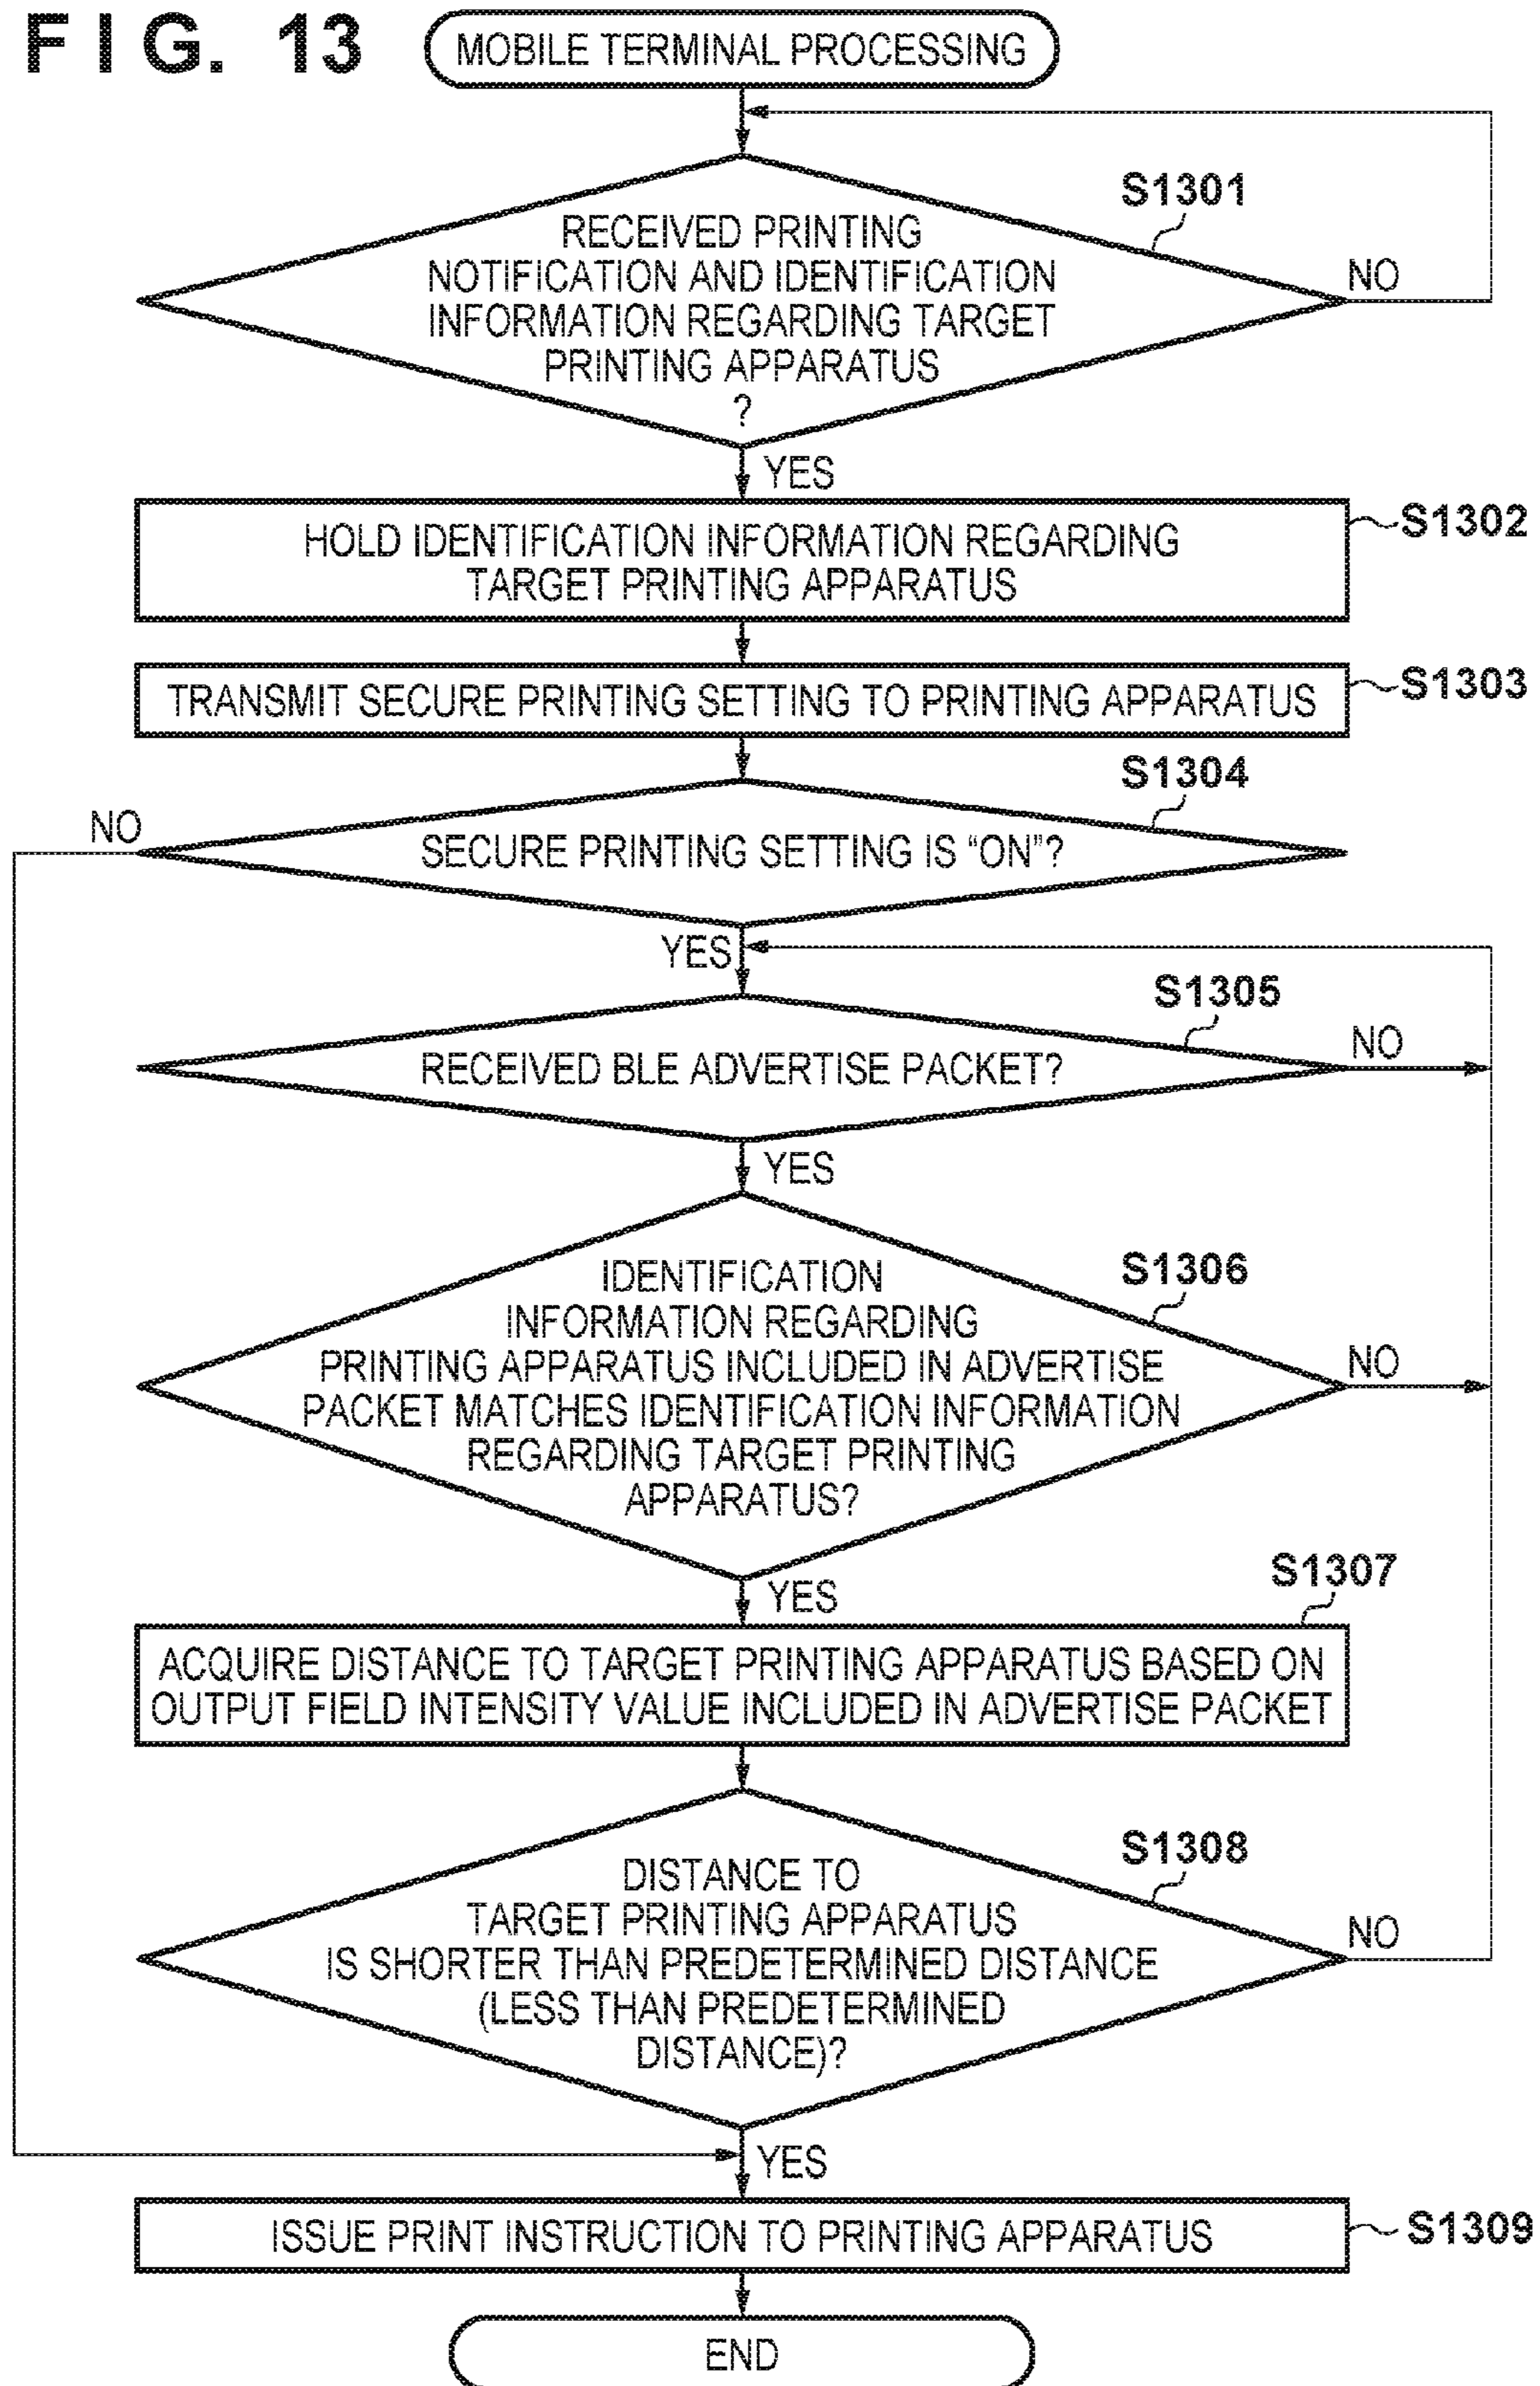 FIG. 13
MOBILE TERMINAL PROCESSING
S1301
RECEIVED PRINTING
NOTIFICATION AND IDENTIFICATION
INFORMATION REGARDING TARGET
PRINTING APPARATUS
?
NO
YES
HOLD IDENTIFICATION INFORMATION REGARDING
TARGET PRINTING APPARATUS
S1302
TRANSMIT SECURE PRINTING SETTING TO PRINTING APPARATUS
S1303
S1304
NO
SECURE PRINTING SETTING IS “ON”?
YES
S1305
RECEIVED BLE ADVERTISE PACKET?
NO
YES
S1306
IDENTIFICATION
INFORMATION REGARDING
PRINTING APPARATUS INCLUDED IN ADVERTISE
PACKET MATCHES IDENTIFICATION INFORMATION
REGARDING TARGET PRINTING
APPARATUS?
NO
YES
S1307
ACQUIRE DISTANCE TO TARGET PRINTING APPARATUS BASED ON
OUTPUT FIELD INTENSITY VALUE INCLUDED IN ADVERTISE PACKET
S1308
DISTANCE TO
TARGET PRINTING APPARATUS
IS SHORTER THAN PREDETERMINED DISTANCE
(LESS THAN PREDETERMINED
DISTANCE)?
NO
YES
ISSUE PRINT INSTRUCTION TO PRINTING APPARATUS
S1309
END